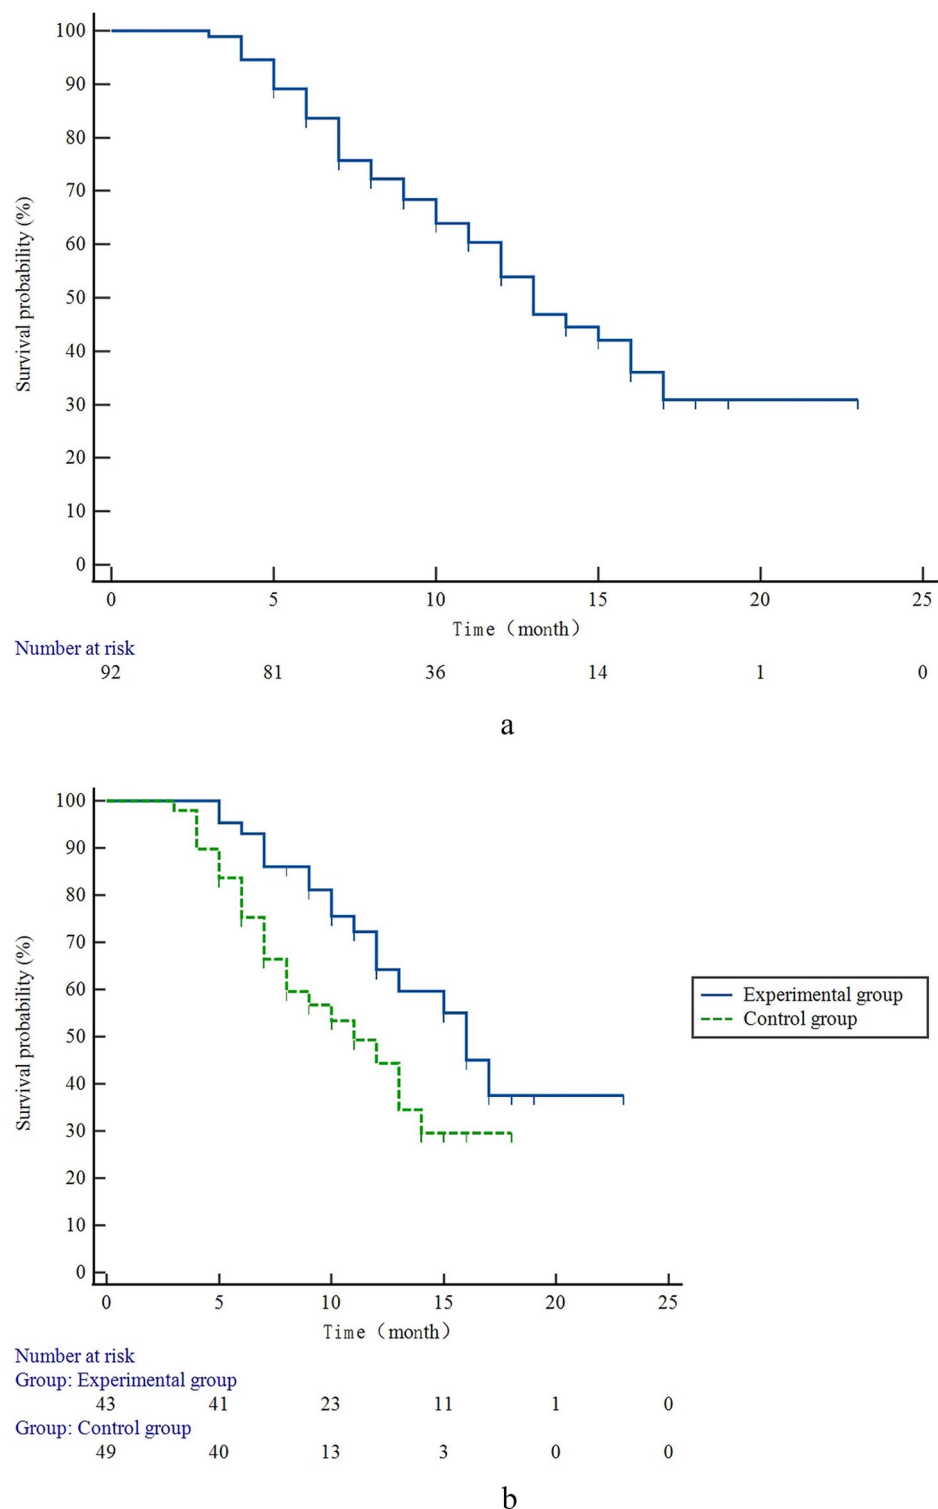 100
90
80
70
60
50
40
30
20
10
0
Survival probability (%)
0 5 10 15 20 25
Time（month）
Number at risk
92 81 36 14 1 0
a
100
90
80
70
60
50
40
30
20
10
0
Survival probability (%)
Experimental group
Control group
0 5 10 15 20 25
Time（month）
Number at risk
Group: Experimental group
43 41 23 11 1 0
Group: Control group
49 40 13 3 0 0
b